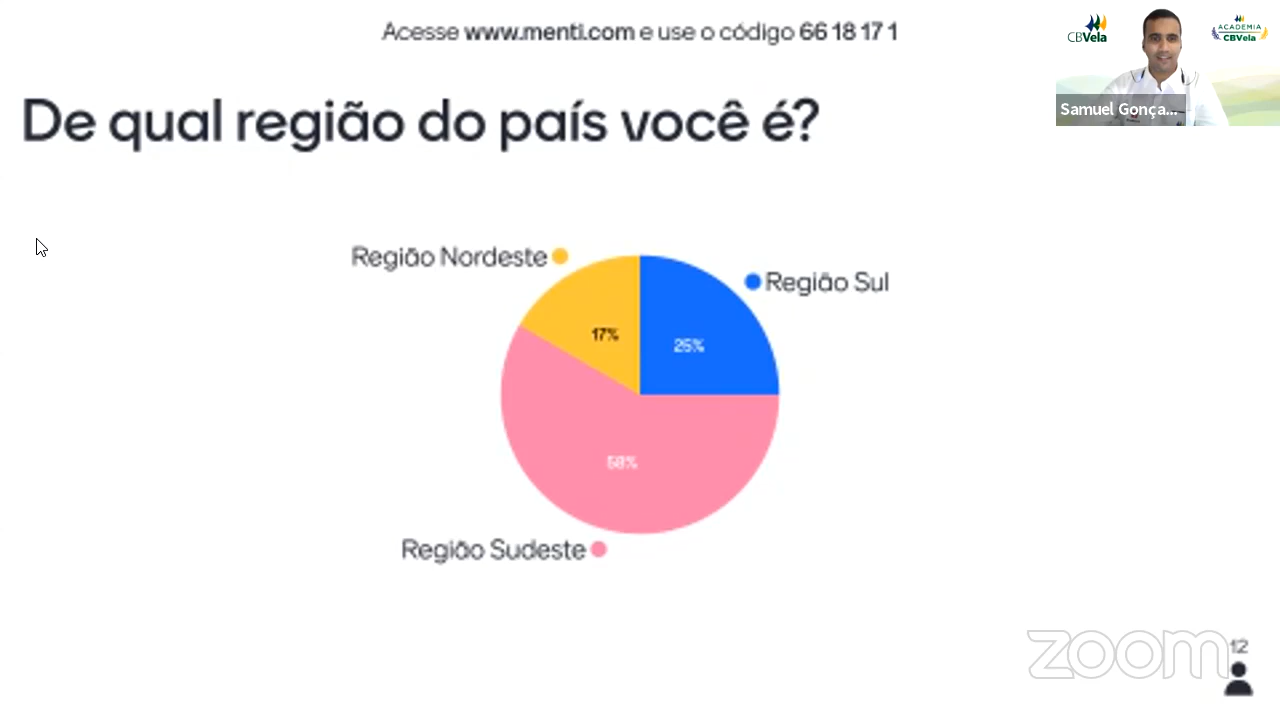 Acesse www.menti.com e use o código 66 18 17 1
CBVela
ACADEMIA
CBVela
Samuel Gonça...
De qual região do país você é?
Região Nordeste
Região Sul
17%
25%
58%
Região Sudeste
zoom
12